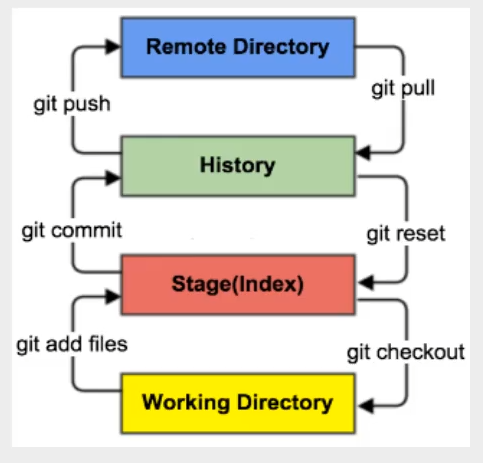 Remote Directory
git push
git pull
History
git commit
git reset
Stage(Index)
git add files
git checkout
Working Directory